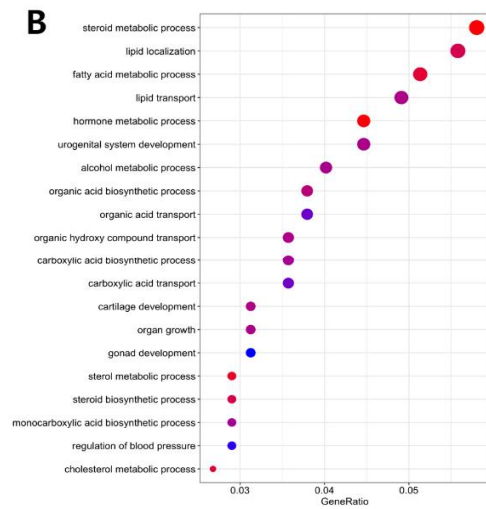 B
steroid metabolic process
lipid localization
fatty acid metabolic process
lipid transport
hormone metabolic process
urogenital system development
alcohol metabolic process
organic acid biosynthetic process
organic acid transport
organic hydroxy compound transport
carboxylic acid biosynthetic process
carboxylic acid transport
cartilage development
organ growth
gonad development
sterol metabolic process
steroid biosynthetic process
monocarboxylic acid biosynthetic process
regulation of blood pressure
cholesterol metabolic process
0.03 0.04 0.05
GeneRatio